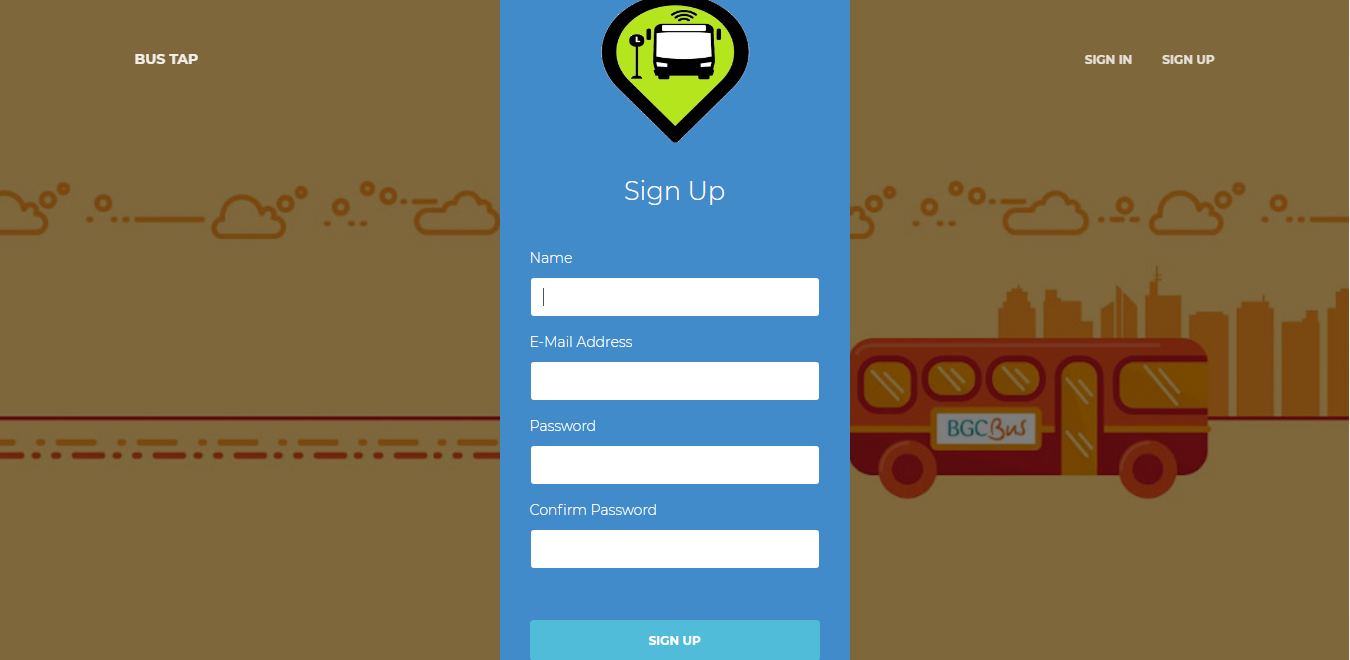 BUS TAP
SIGN IN SIGN UP
Sign Up
Name
E-Mail Address
Password
BGCBus
Confirm Password
SIGN UP